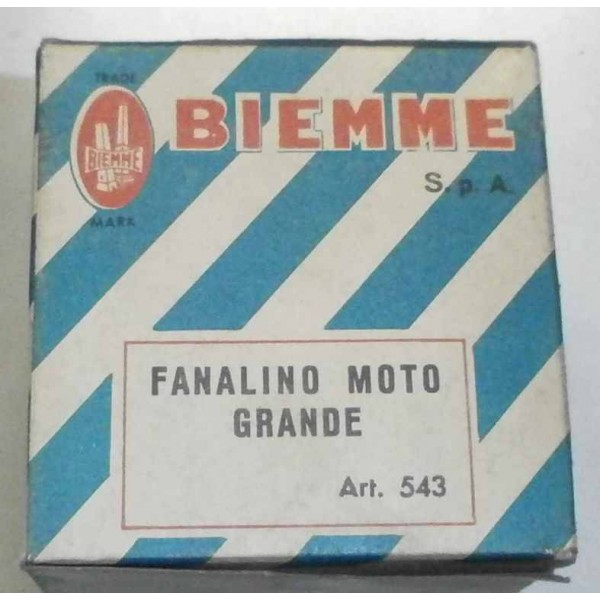 TRADE
BIEMME
MARK
BIEMME
S.p.A.
FANALINO MOTO
GRANDE
Art. 543